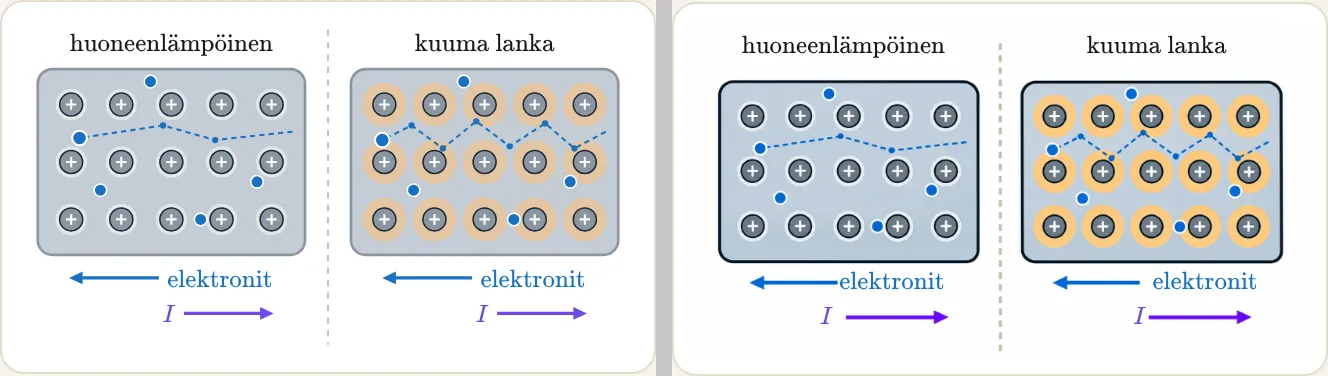 huoneenlämpöinen
kuuma lanka
elektronit
elektronit
I
I
huoneenlämpöinen
kuuma lanka
elektronit
elektronit
I
I